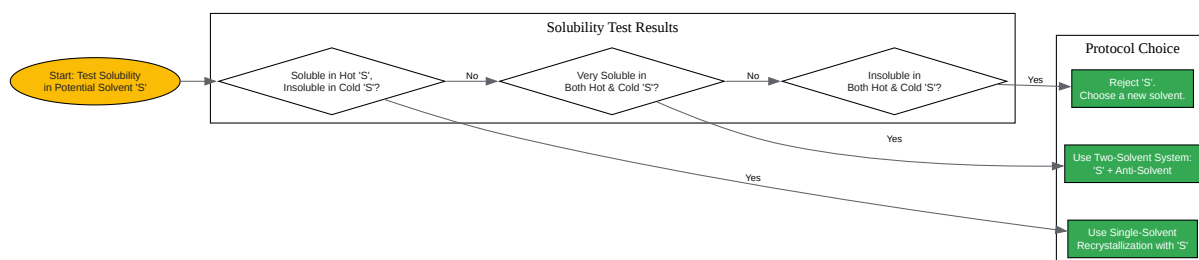 Solubility Test Results
Start: Test Solubility
in Potential Solvent 'S'
Soluble in Hot 'S',
Insoluble in Cold 'S'?
No
Very Soluble in
Both Hot & Cold 'S'?
No
Insoluble in
Both Hot & Cold 'S'?
Yes
Protocol Choice
Reject 'S'.
Choose a new solvent.
Yes
Use Two-Solvent System:
'S' + Anti-Solvent
Yes
Use Single-Solvent
Recrystallization with 'S'